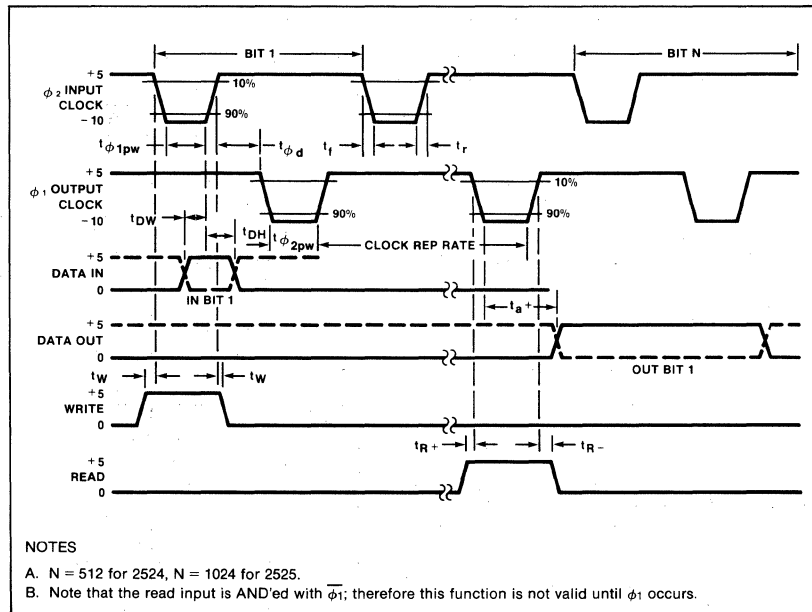 BIT 1 BIT N
+5
10%
φ2 INPUT
CLOCK
90%
−10
tφ1pw tφd tf tr
+5
φ1 OUTPUT
CLOCK
10%
−10
90% 90%
tDW
tDH tφ2pw CLOCK REP RATE
+5
DATA IN
0
IN BIT 1
ta+
+5
DATA OUT
0
OUT BIT 1
tW tW
+5
WRITE
0
tR+ tR−
+5
READ
0
NOTES
A. N = 512 for 2524, N = 1024 for 2525.
B. Note that the read input is AND'ed with φ̅1; therefore this function is not valid until φ1 occurs.